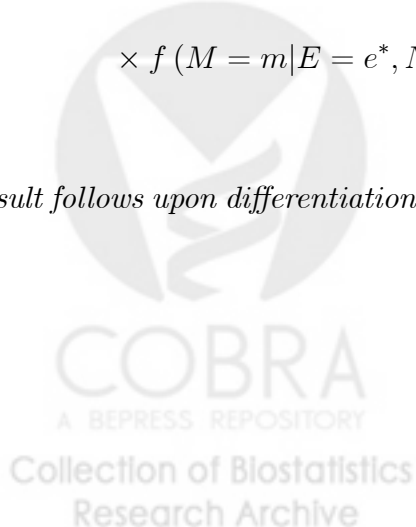 × f (M = m|E = e*, N
sult follows upon differentiation
COBRA
A BEPRESS REPOSITORY
Collection of Biostatistics
Research Archive